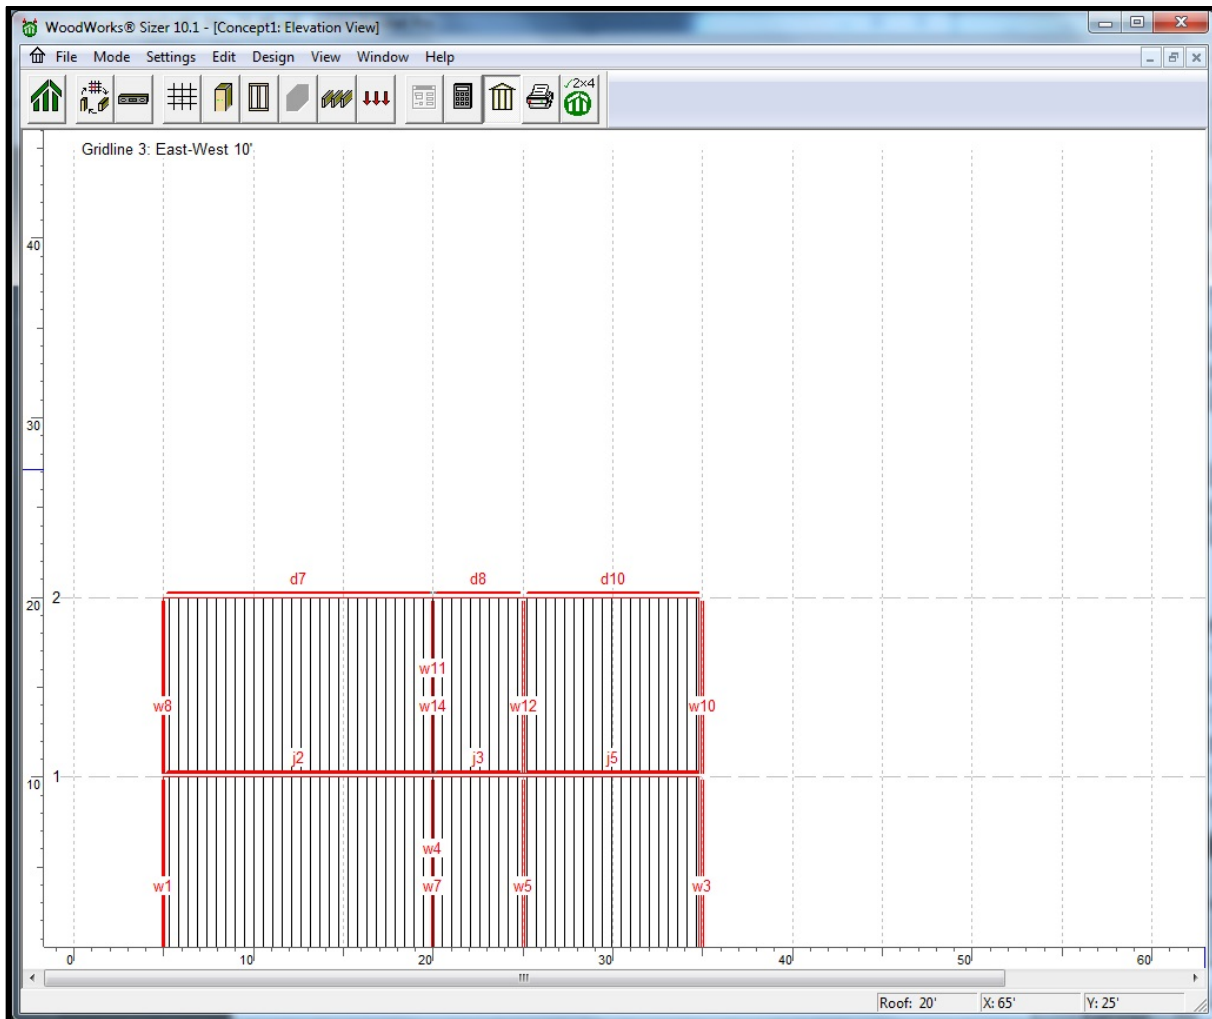 WoodWorks® Sizer 10.1 - [Concept1: Elevation View]
File Mode Settings Edit Design View Window Help
√2×4
Gridline 3: East-West 10'
40
30
d7 d8 d10
20 2
w11
w8 w14 w12 w10
j2 j3 j5
10 1
w4
w1 w7 w5 w3
0' 10' 20' 30' 40' 50' 60'
Roof: 20' X: 65' Y: 25'